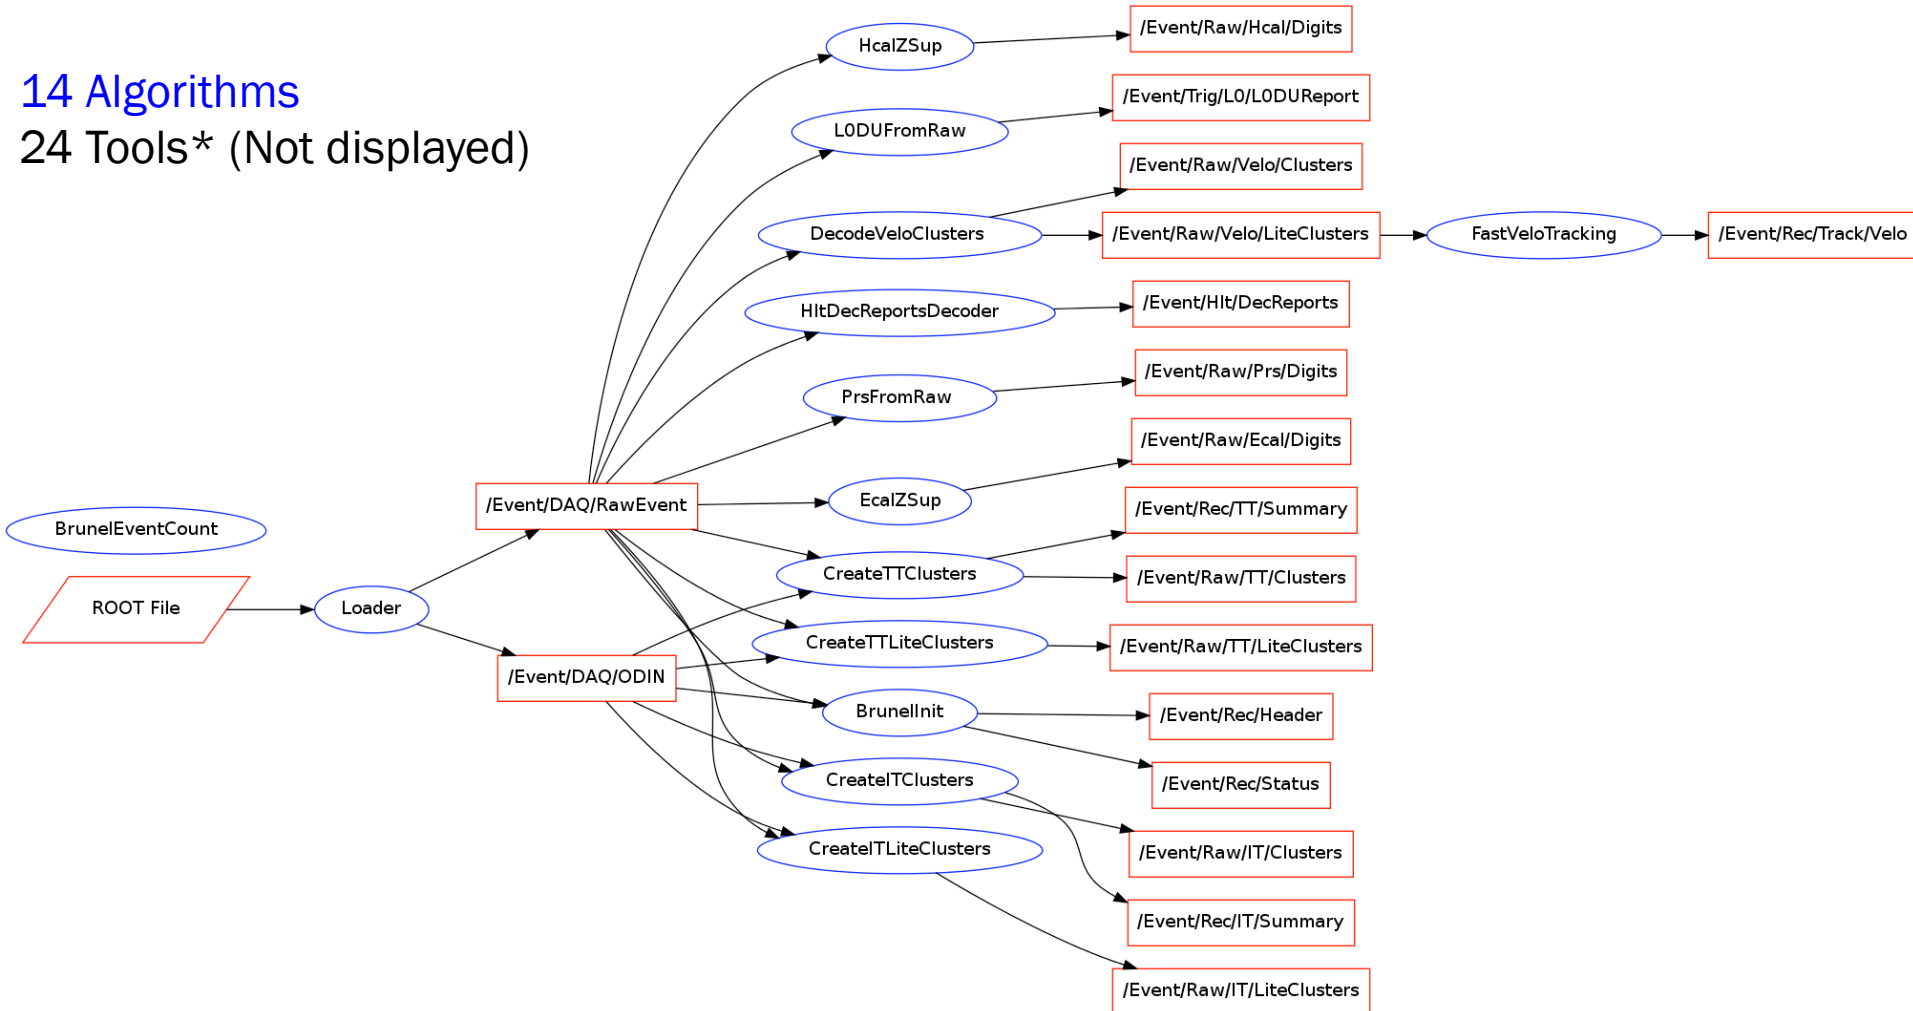 14 Algorithms
24 Tools* (Not displayed)
BrunelEventCount
ROOT File
Loader
/Event/DAQ/RawEvent
/Event/DAQ/ODIN
HcalZSup
L0DUFromRaw
DecodeVeloClusters
HltDecReportsDecoder
PrsFromRaw
EcalZSup
CreateTTClusters
CreateTTLiteClusters
BrunelInit
CreateITClusters
CreateITLiteClusters
/Event/Raw/Hcal/Digits
/Event/Trig/L0/L0DUReport
/Event/Raw/Velo/Clusters
/Event/Raw/Velo/LiteClusters
/Event/Hlt/DecReports
/Event/Raw/Prs/Digits
/Event/Raw/Ecal/Digits
/Event/Rec/TT/Summary
/Event/Raw/TT/Clusters
/Event/Raw/TT/LiteClusters
/Event/Rec/Header
/Event/Rec/Status
/Event/Raw/IT/Clusters
/Event/Rec/IT/Summary
/Event/Raw/IT/LiteClusters
FastVeloTracking
/Event/Rec/Track/Velo